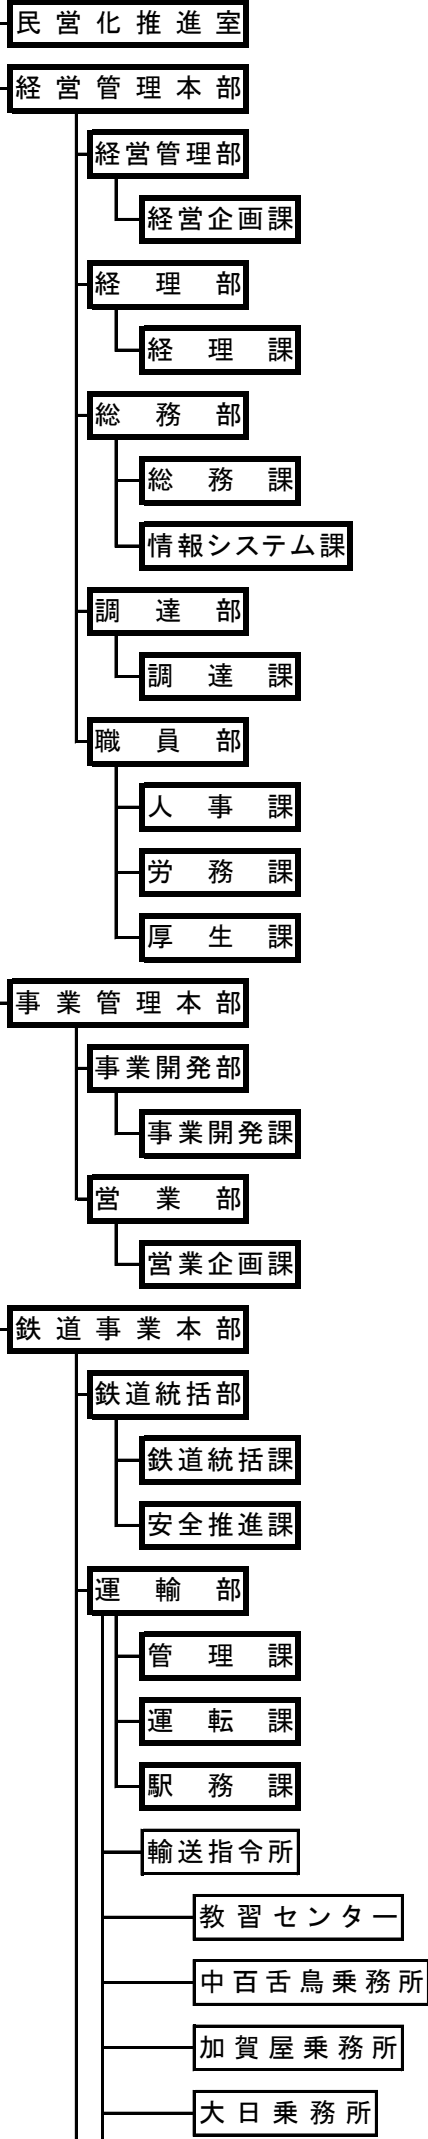 民営化推進室
経営管理本部
経営管理部
経営企画課
経理部
経理課
総務部
総務課
情報システム課
調達部
調達課
職員部
人事課
労務課
厚生課
事業管理本部
事業開発部
事業開発課
営業部
営業企画課
鉄道事業本部
鉄道統括部
鉄道統括課
安全推進課
運輸部
管理課
運転課
駅務課
輸送指令所
教習センター
中百舌鳥乗務所
加賀屋乗務所
大日乗務所